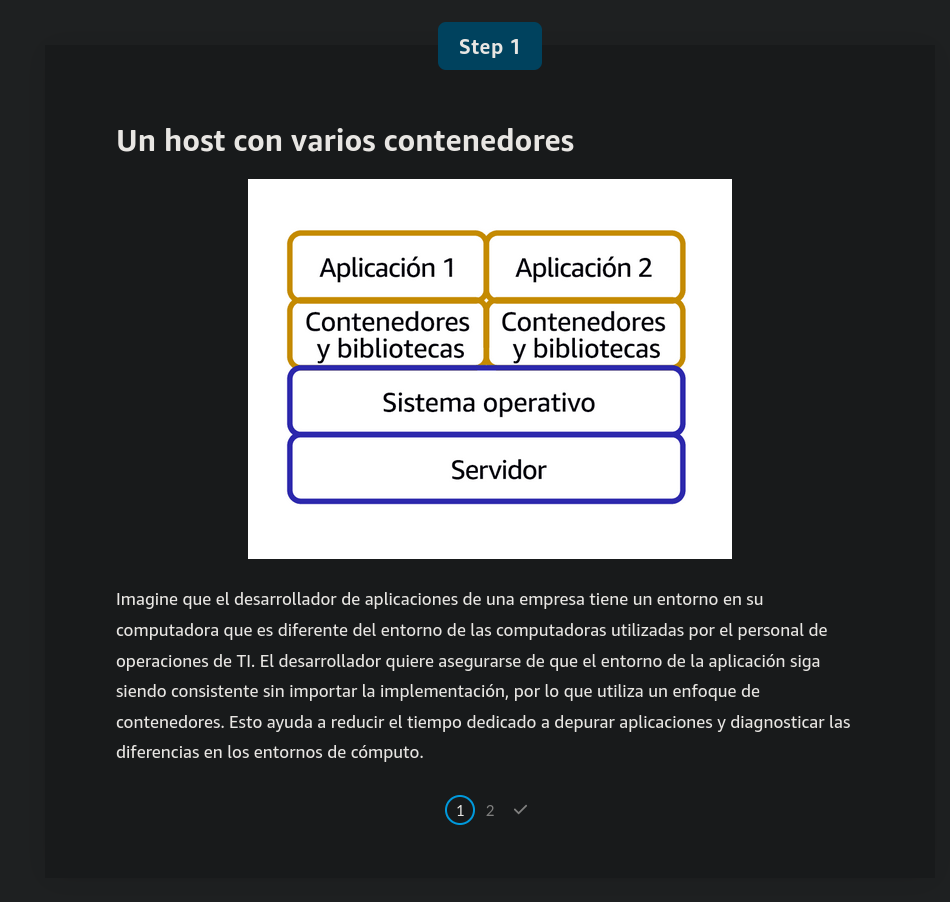 Step 1
Un host con varios contenedores
Aplicación 1
Aplicación 2
Contenedores
y bibliotecas
Contenedores
y bibliotecas
Sistema operativo
Servidor
Imagine que el desarrollador de aplicaciones de una empresa tiene un entorno en su
computadora que es diferente del entorno de las computadoras utilizadas por el personal de
operaciones de TI. El desarrollador quiere asegurarse de que el entorno de la aplicación siga
siendo consistente sin importar la implementación, por lo que utiliza un enfoque de
contenedores. Esto ayuda a reducir el tiempo dedicado a depurar aplicaciones y diagnosticar las
diferencias en los entornos de cómputo.
1 2